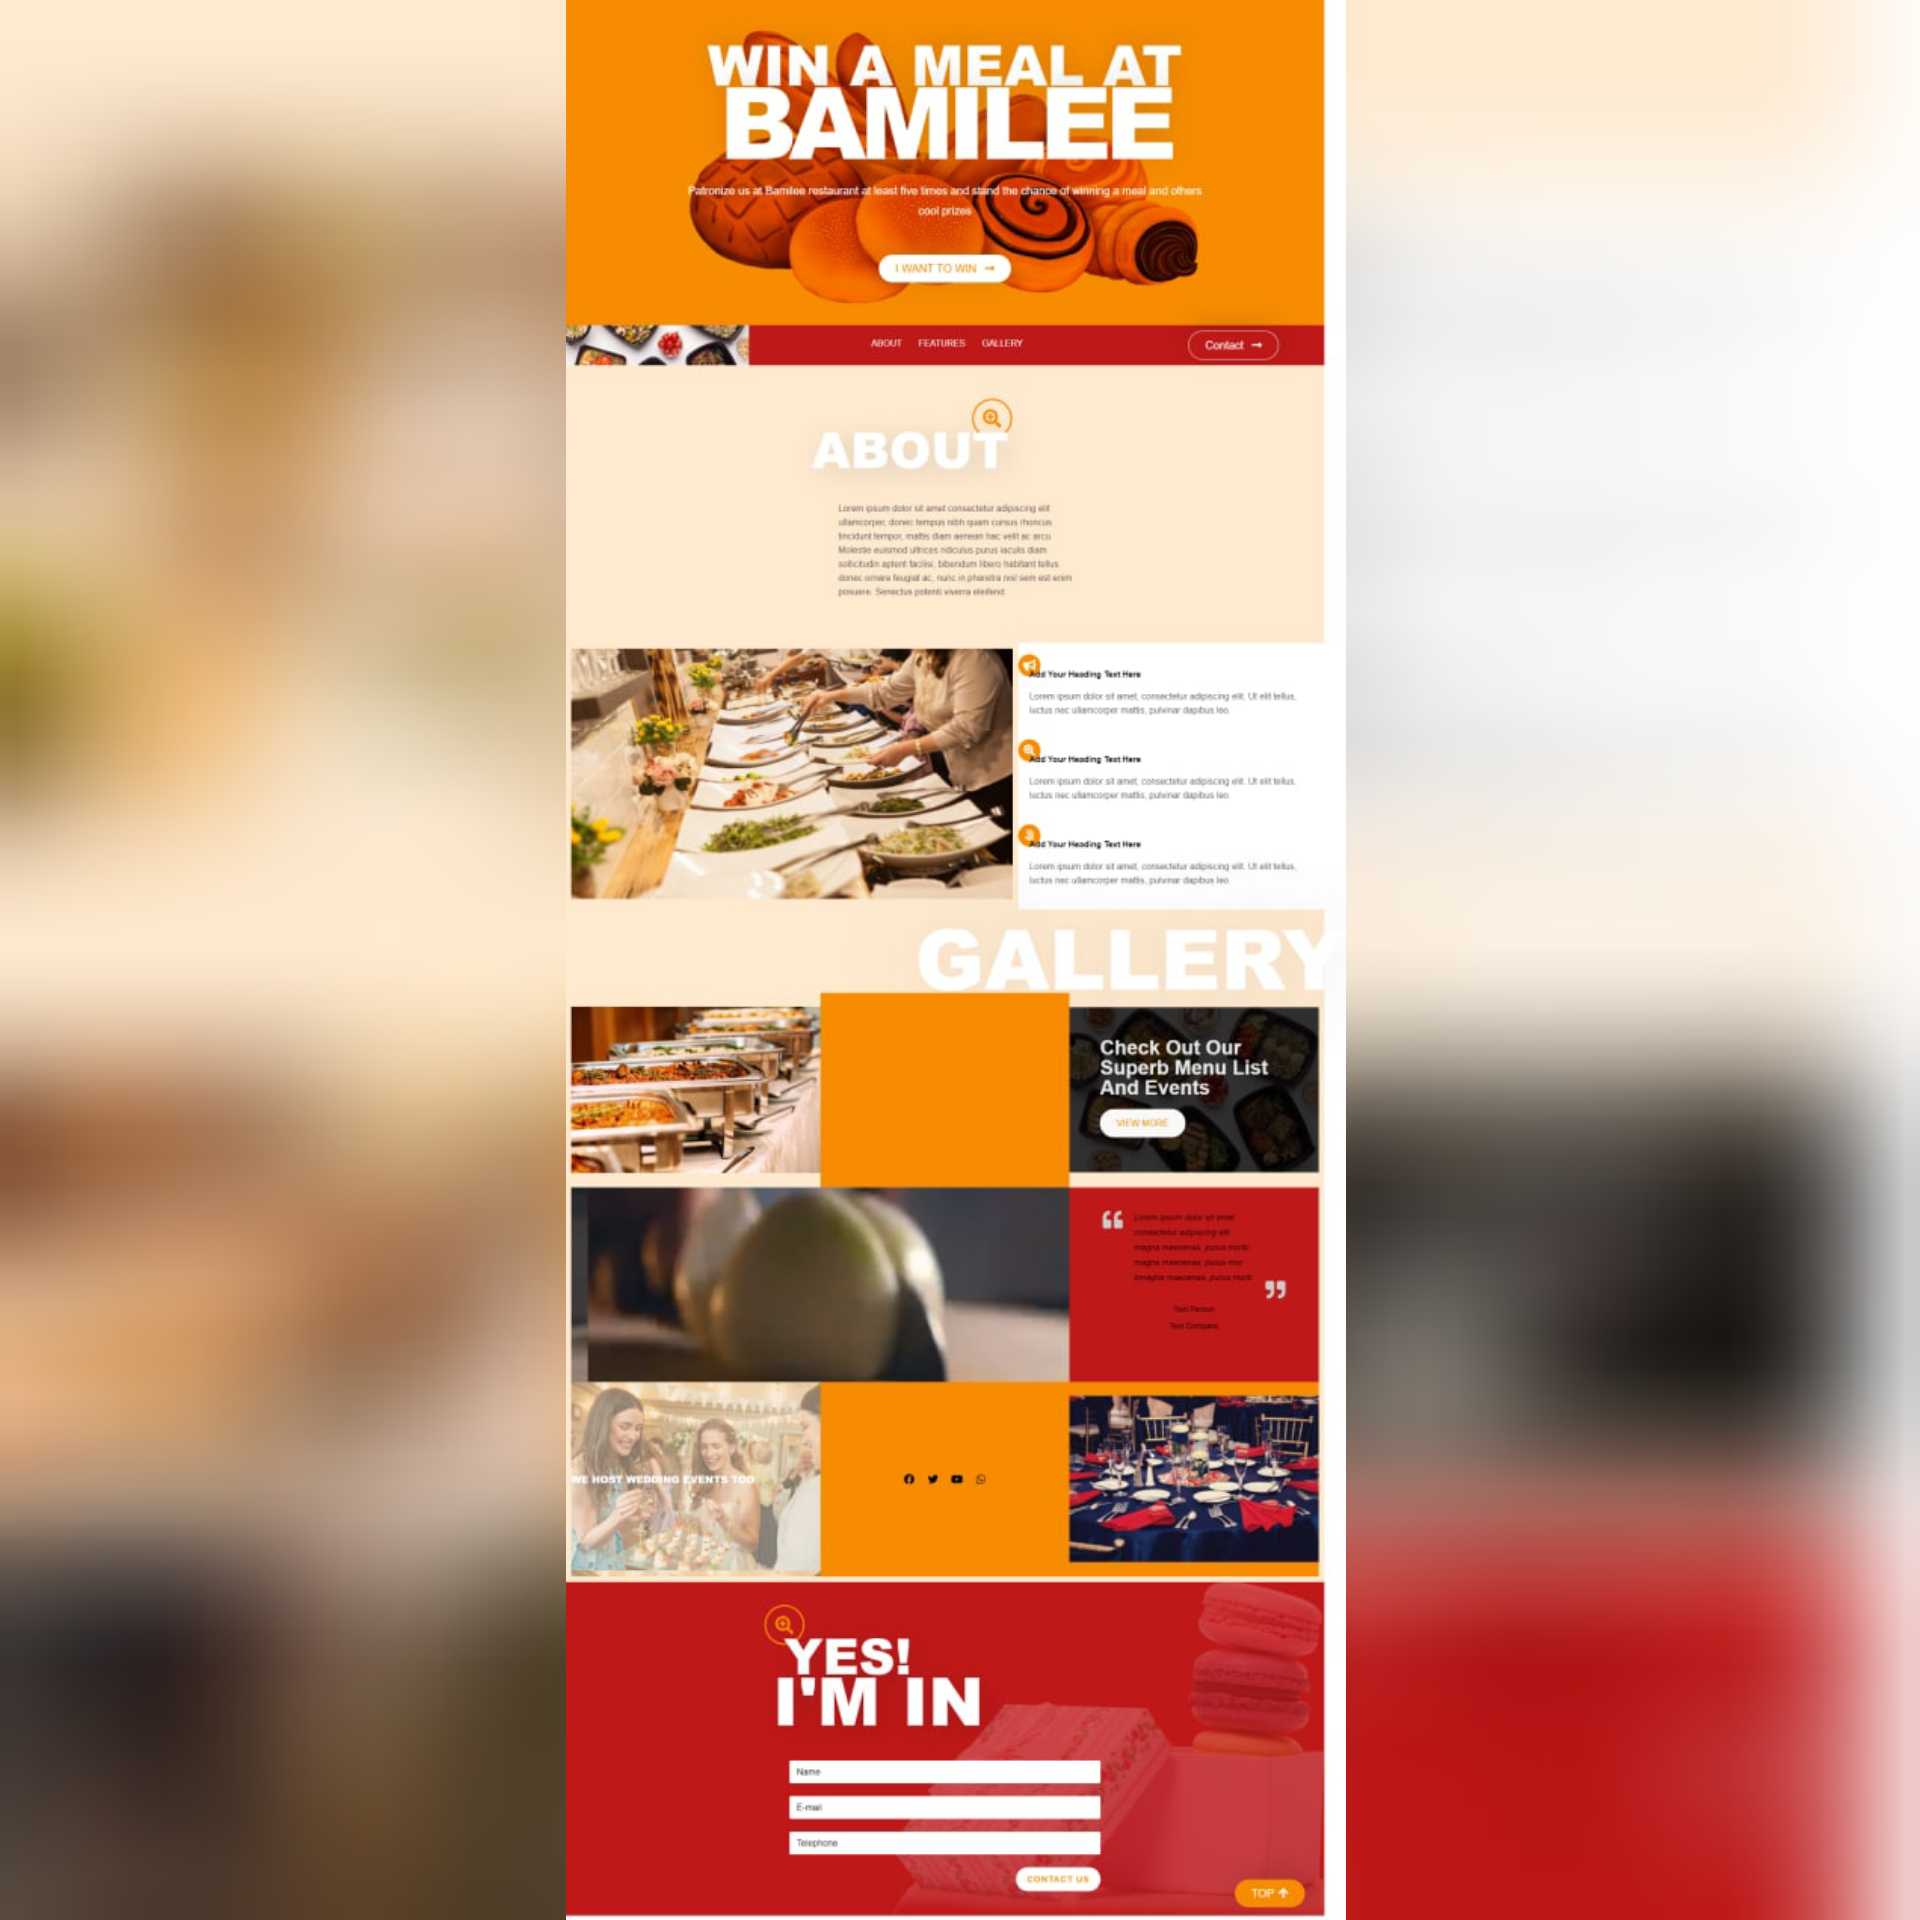 WIN A MEAL AT
BAMILEE
Patronize us at Bamilee restaurant at least five times and stand the chance of winning a meal and others
cool prizes
I WANT TO WIN
ABOUT FEATURES GALLERY
Contact
ABOUT
Lorem ipsum dolor sit amet consectetur adipiscing elit
ullamcorper, donec tempus nibh quam cursus rhoncus
tincidunt tempor, mattis diam aenean hac velit ac arcu.
Molestie euismod ultrices ridiculus purus iaculis diam
sollicitudin aptent facilisi, bibendum libero habitant tellus
donec ornare feugiat ac, nunc in pharetra nisl sem est enim
posuere. Senectus potenti viverra eleifend.
Add Your Heading Text Here
Lorem ipsum dolor sit amet, consectetur adipiscing elit. Ut elit tellus,
luctus nec ullamcorper mattis, pulvinar dapibus leo.
Add Your Heading Text Here
Lorem ipsum dolor sit amet, consectetur adipiscing elit. Ut elit tellus,
luctus nec ullamcorper mattis, pulvinar dapibus leo.
Add Your Heading Text Here
Lorem ipsum dolor sit amet, consectetur adipiscing elit. Ut elit tellus,
luctus nec ullamcorper mattis, pulvinar dapibus leo.
GALLERY
Check Out Our
Superb Menu List
And Events
VIEW MORE
Lorem ipsum dolor sit amet
consectetur adipiscing elit
magna maecenas, purus morbi
magna maecenas, purus mor
maecenas, purus morbi
Test Person
Test Company
WE HOST WEDDING EVENTS TOO
YES!
I'M IN
Name
E-mail
Telephone
CONTACT US
TOP